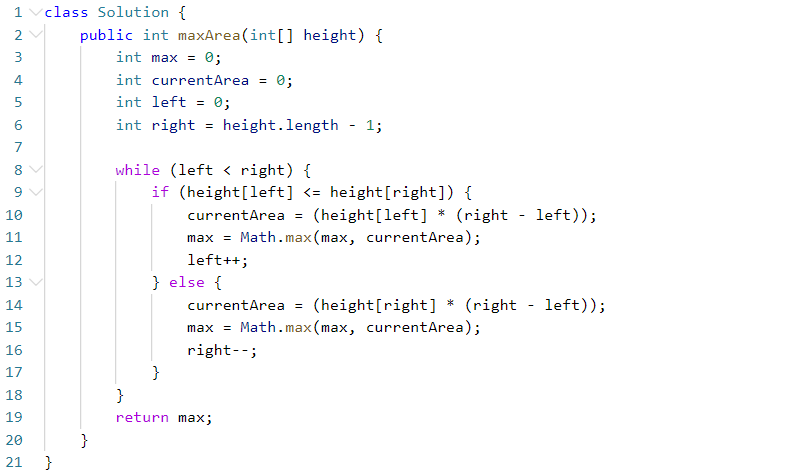 1 class Solution {
2 public int maxArea(int[] height) {
3 int max = 0;
4 int currentArea = 0;
5 int left = 0;
6 int right = height.length - 1;
7
8 while (left < right) {
9 if (height[left] <= height[right]) {
10 currentArea = (height[left] * (right - left));
11 max = Math.max(max, currentArea);
12 left++;
13 } else {
14 currentArea = (height[right] * (right - left));
15 max = Math.max(max, currentArea);
16 right--;
17 }
18 }
19 return max;
20 }
21 }